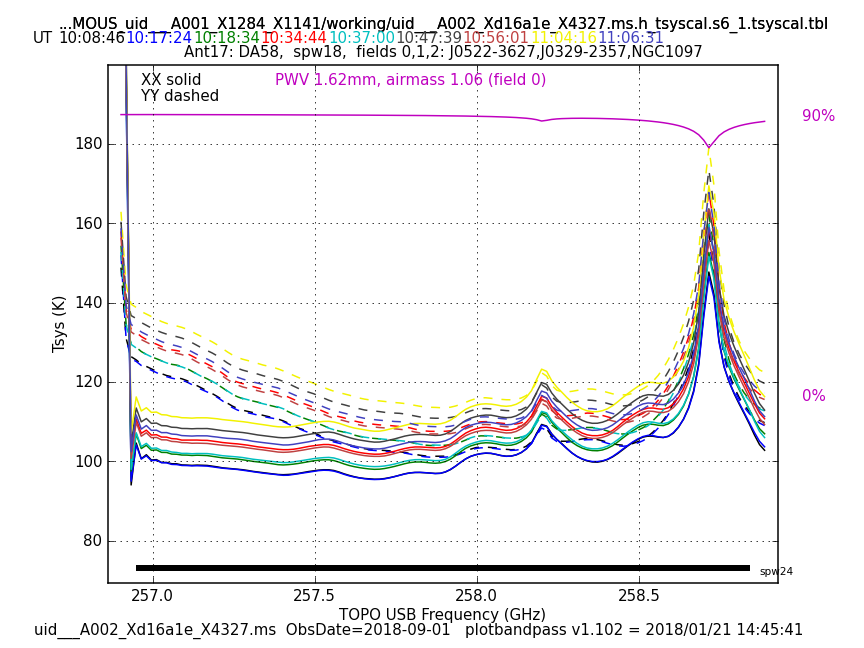 ...MOUS_uid___A001_X1284_X1141/working/uid___A002_Xd16a1e_X4327.ms.h_tsyscal.s6_1.tsyscal.tbl
UT 10:08:46 10:17:24 10:18:34 10:34:44 10:37:00 10:47:39 10:56:01 11:04:16 11:06:31
Ant17: DA58, spw18, fields 0,1,2: J0522-3627,J0329-2357,NGC1097
XX solid PWV 1.62mm, airmass 1.06 (field 0)
YY dashed
90%
180
160
140
Tsys (K)
120
0%
100
80
spw24
257.0 257.5 258.0 258.5
TOPO USB Frequency (GHz)
uid___A002_Xd16a1e_X4327.ms ObsDate=2018-09-01 plotbandpass v1.102 = 2018/01/21 14:45:41